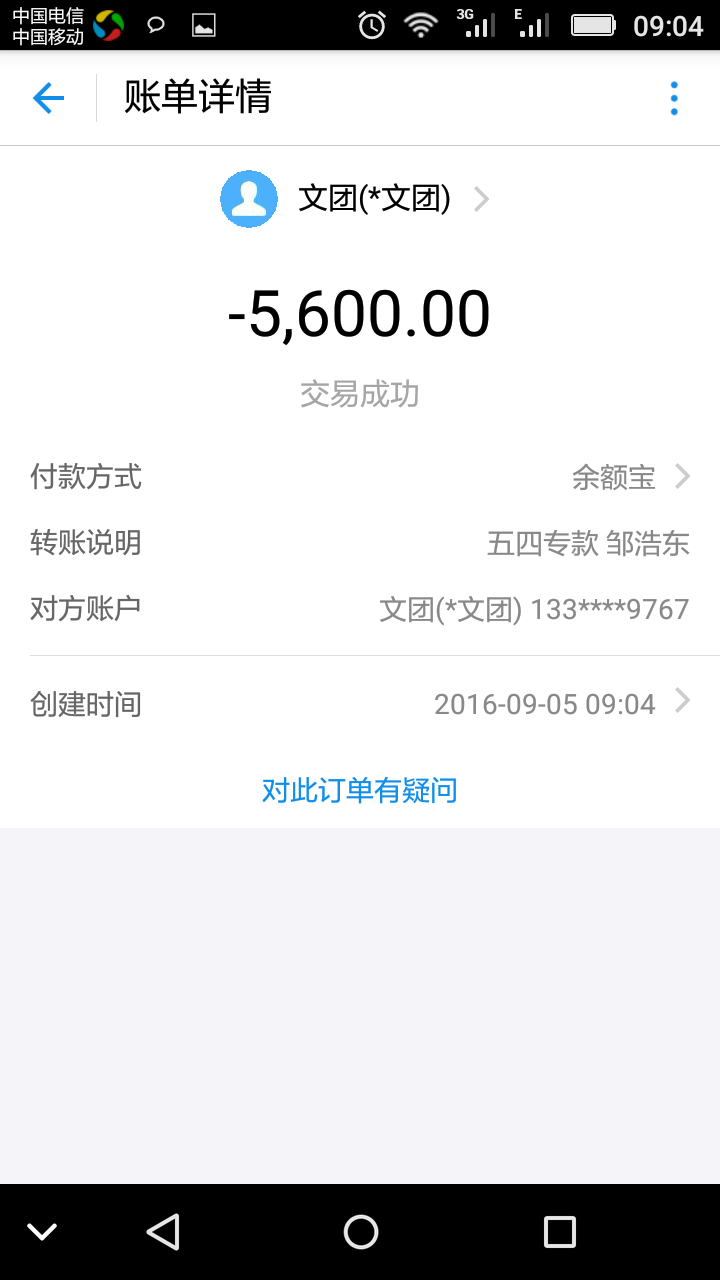 中国电信
中国移动
3G E 09:04
账单详情
文团(*文团)
-5,600.00
交易成功
付款方式 余额宝
转账说明 五四专款 邹浩东
对方账户 文团(*文团) 133****9767
创建时间 2016-09-05 09:04
对此订单有疑问